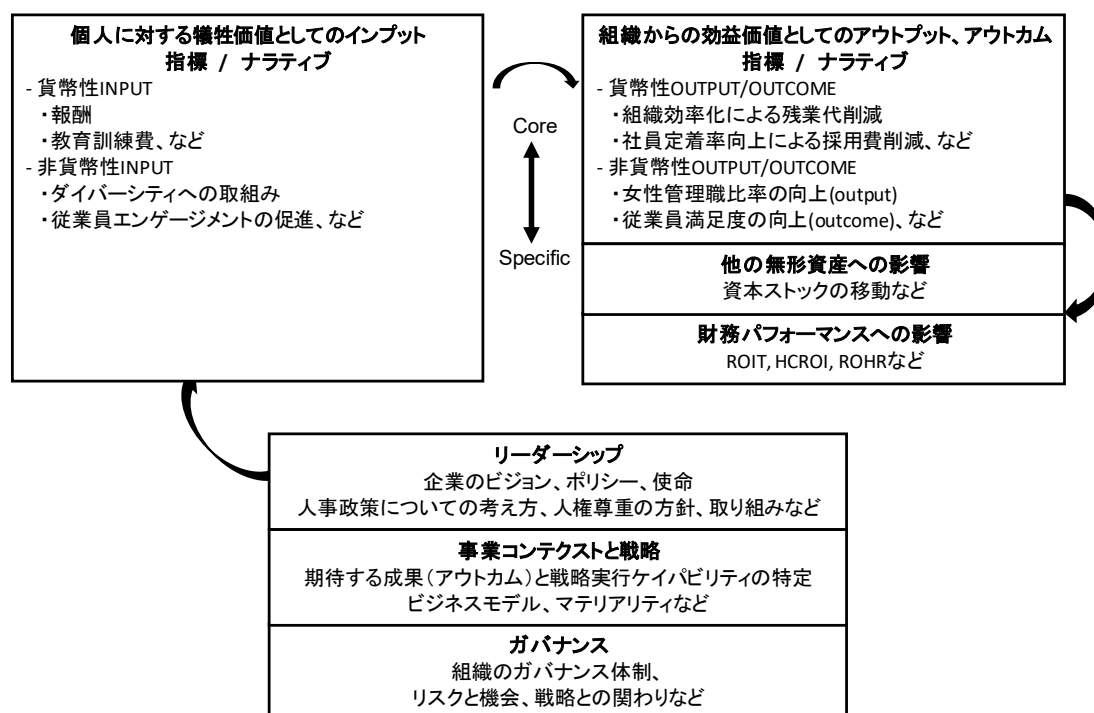 個人に対する犠牲価値としてのインプット
指標 / ナラティブ
- 貨幣性INPUT
・報酬
・教育訓練費、など
- 非貨幣性INPUT
・ダイバーシティへの取組み
・従業員エンゲージメントの促進、など
Core
Specific
組織からの効益価値としてのアウトプット、アウトカム
指標 / ナラティブ
- 貨幣性OUTPUT/OUTCOME
・組織効率化による残業代削減
・社員定着率向上による採用費削減、など
- 非貨幣性OUTPUT/OUTCOME
・女性管理職比率の向上(output)
・従業員満足度の向上(outcome)、など
他の無形資産への影響
資本ストックの移動など
財務パフォーマンスへの影響
ROIT, HCROI, ROHRなど
リーダーシップ
企業のビジョン、ポリシー、使命
人事政策についての考え方、人権尊重の方針、取り組みなど
事業コンテクストと戦略
期待する成果(アウトカム)と戦略実行ケイパビリティの特定
ビジネスモデル、マテリアリティなど
ガバナンス
組織のガバナンス体制、
リスクと機会、戦略との関わりなど